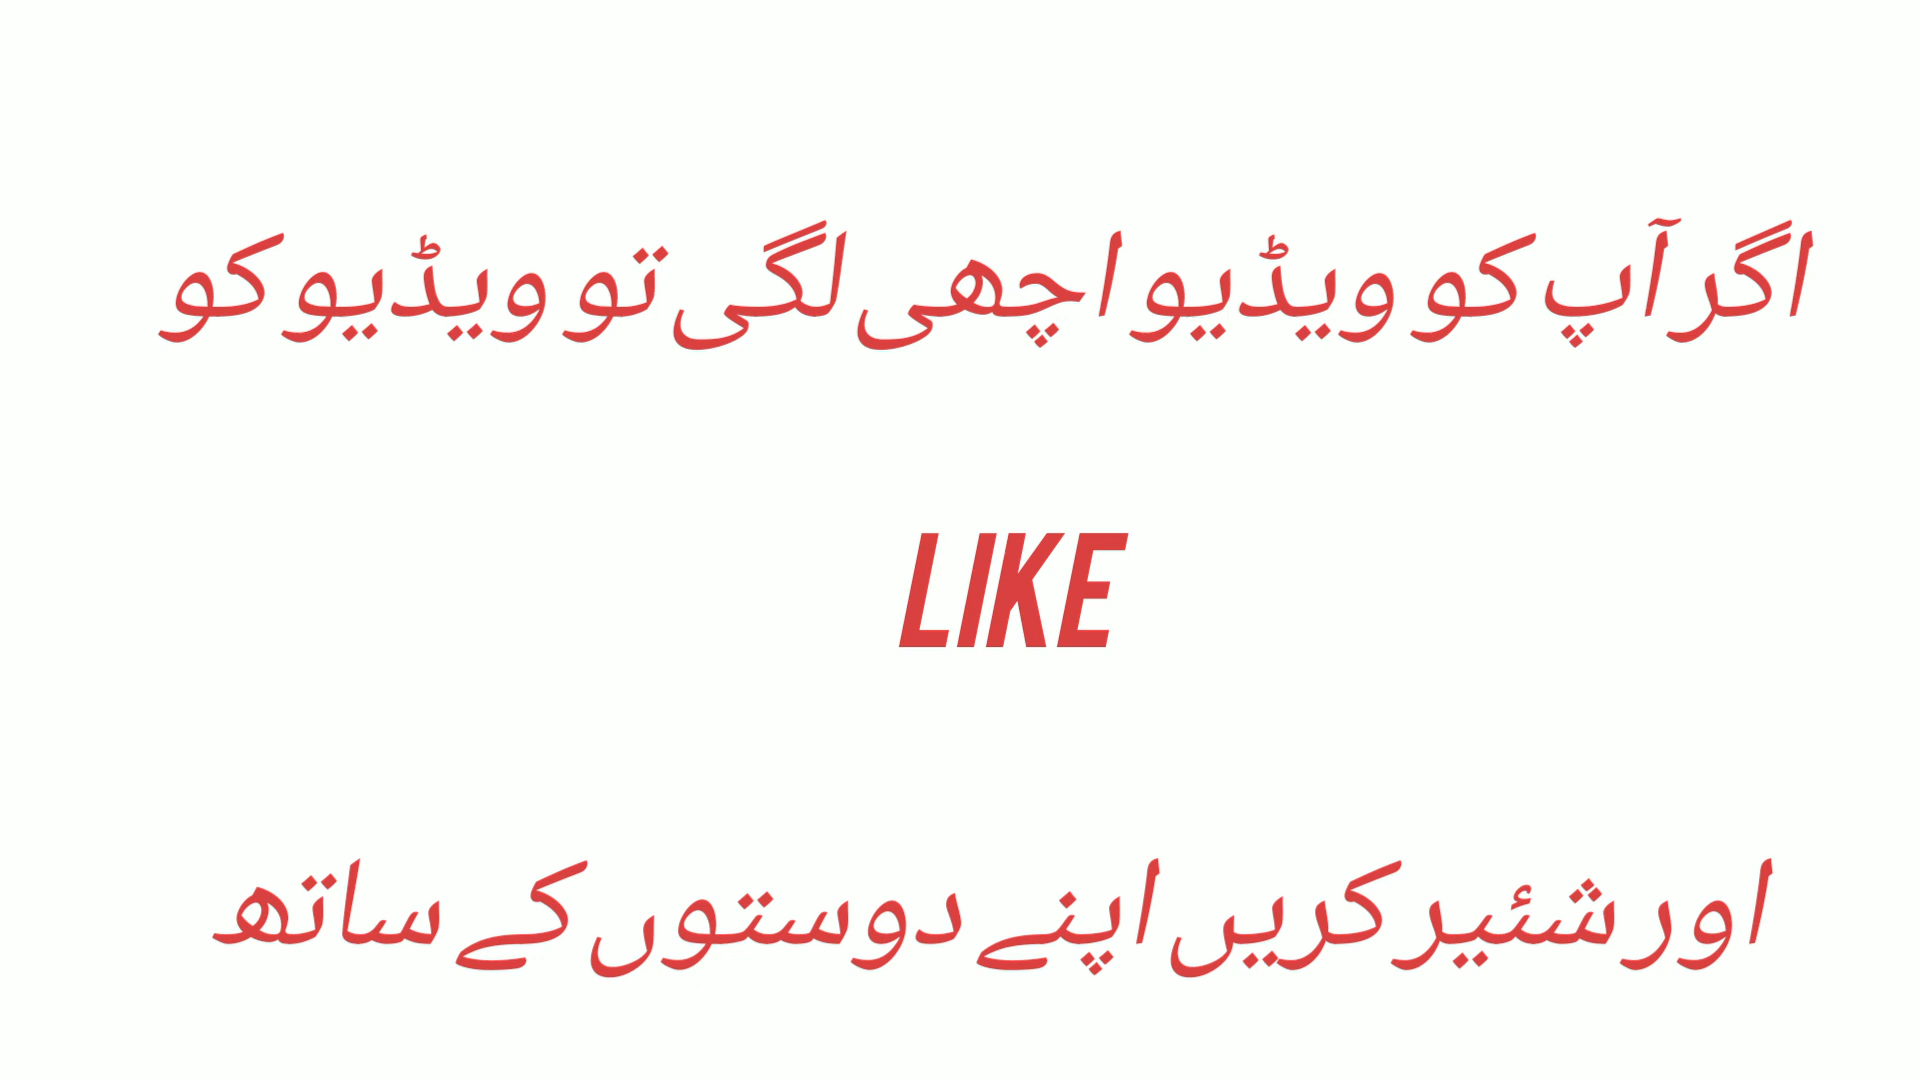 اگر آپ کو ویڈیو اچھی لگی تو ویڈیو کو
LIKE
اور شئیر کریں اپنے دوستوں کے ساتھ